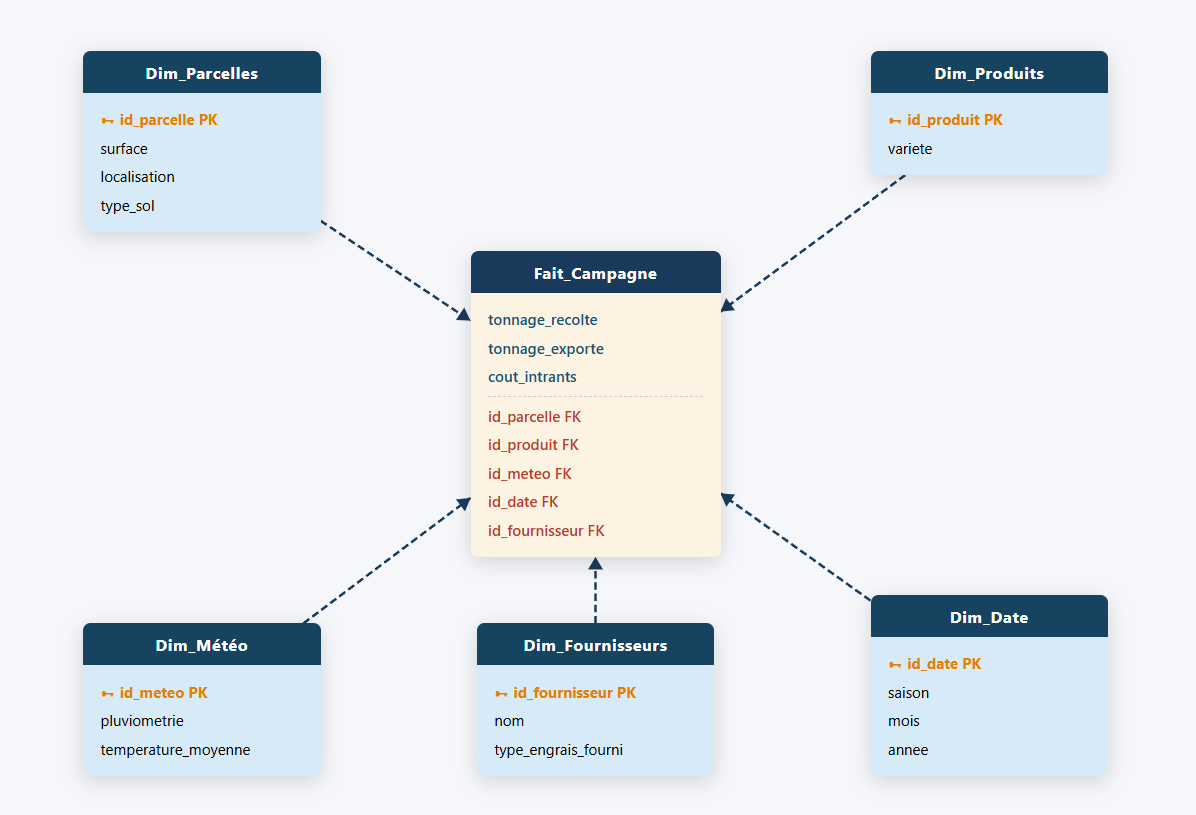 Dim_Parcelles
id_parcelle PK
surface
localisation
type_sol
Dim_Produits
id_produit PK
variete
Fait_Campagne
tonnage_recolte
tonnage_exporte
cout_intrants
id_parcelle FK
id_produit FK
id_meteo FK
id_date FK
id_fournisseur FK
Dim_Météo
id_meteo PK
pluviometrie
temperature_moyenne
Dim_Fournisseurs
id_fournisseur PK
nom
type_engrais_fourni
Dim_Date
id_date PK
saison
mois
annee